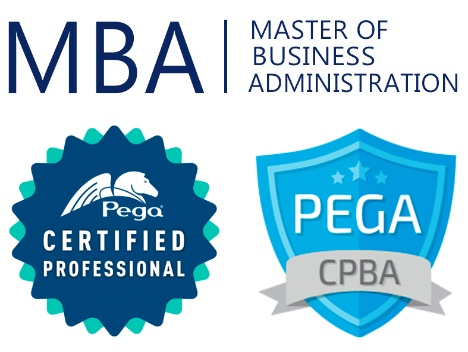 MBA
MASTER OF
BUSINESS
ADMINISTRATION
Pega®
CERTIFIED
PROFESSIONAL
PEGA
CPBA